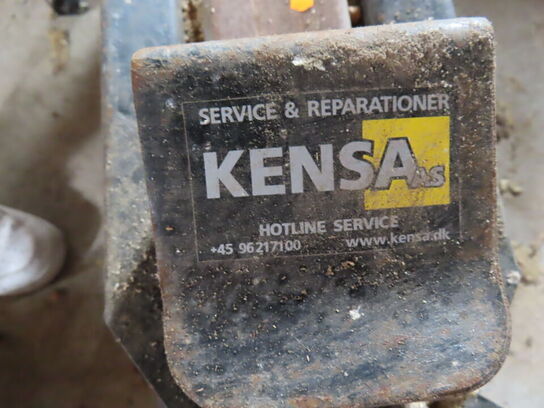 SERVICE & REPARATIONER
KENSA A/S
HOTLINE SERVICE
+45 96217100 www.kensa.dk